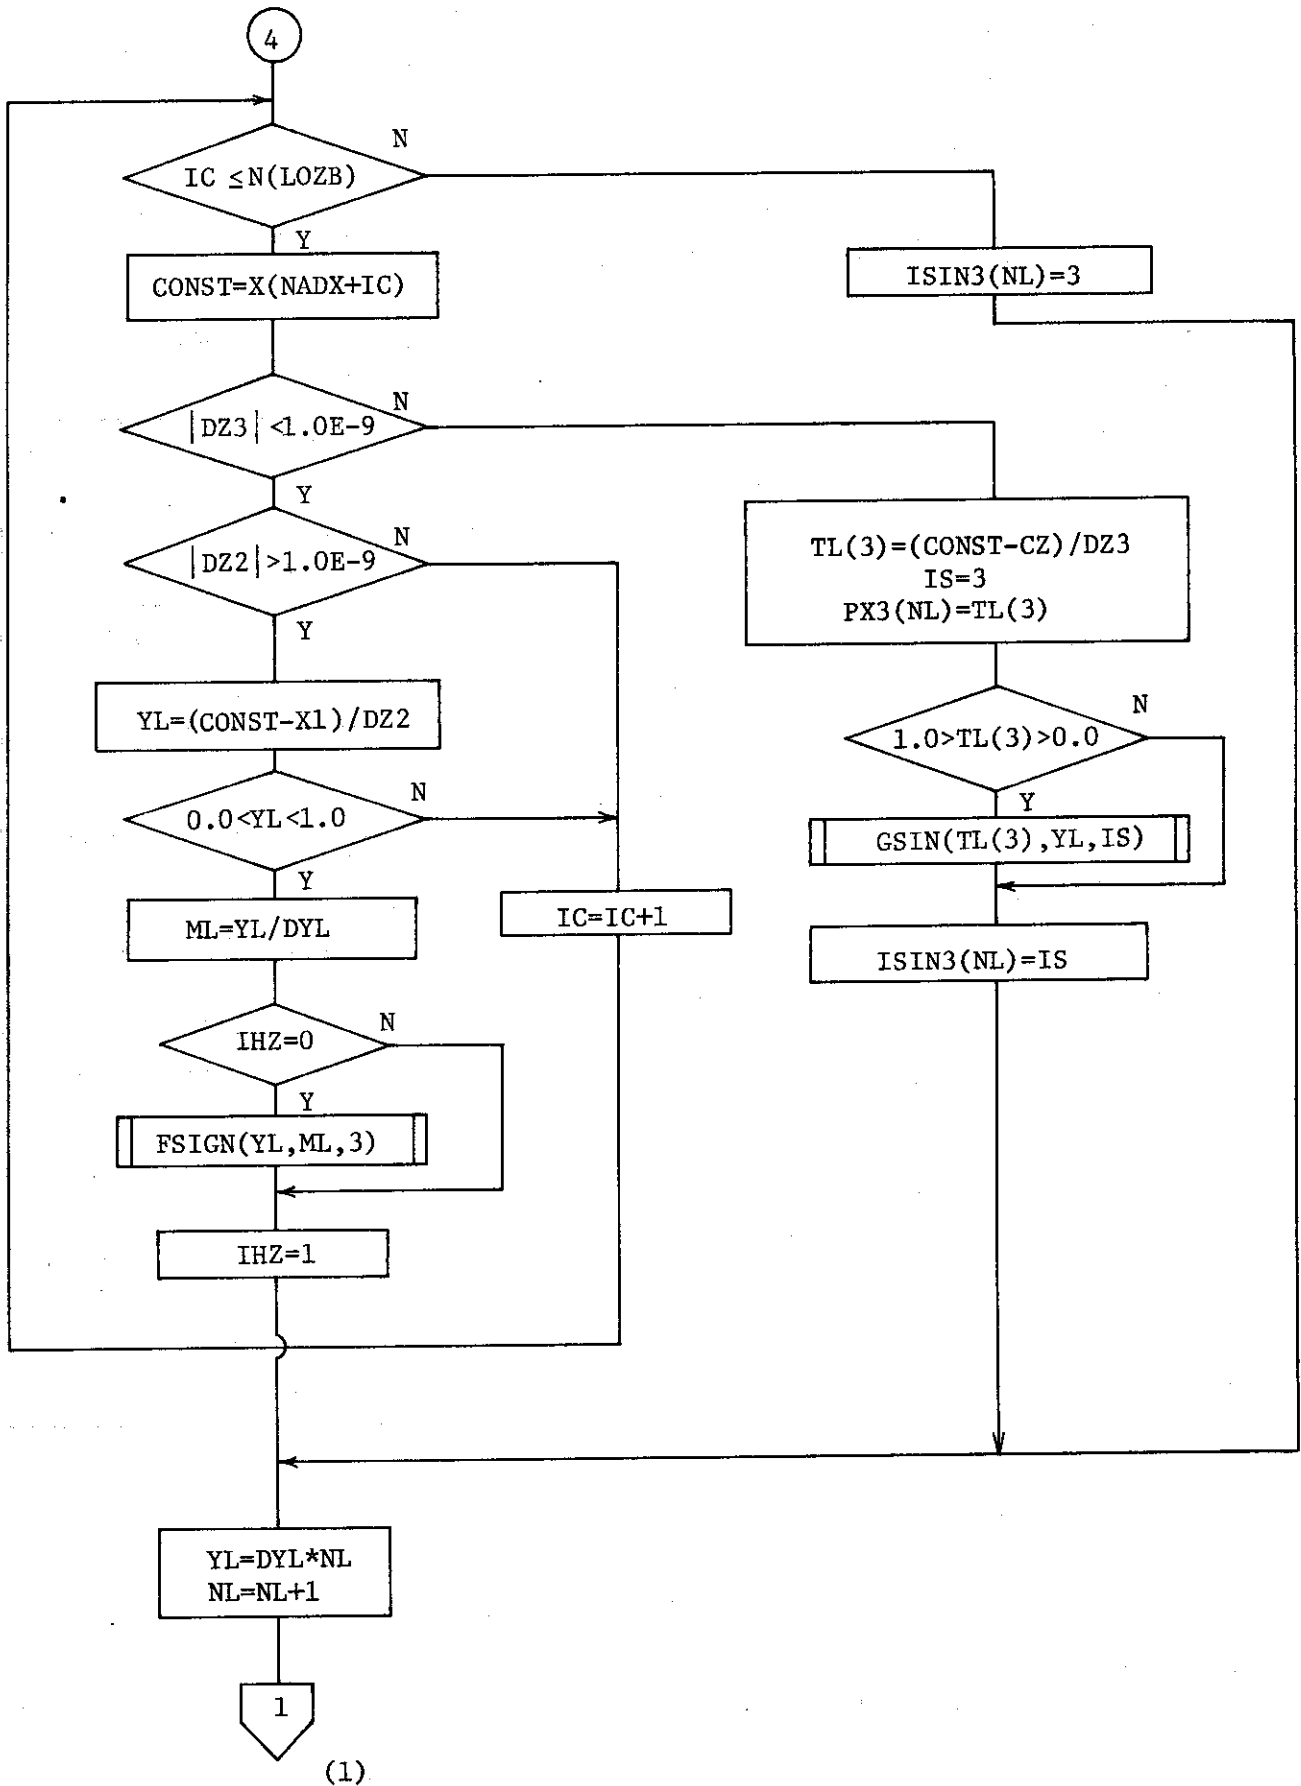 4
N
IC ≤N(LOZB)
Y
CONST=X(NADX+IC)
ISIN3(NL)=3
N
|DZ3| <1.0E-9
Y
N
|DZ2|>1.0E-9
Y
TL(3)=(CONST-CZ)/DZ3
IS=3
PX3(NL)=TL(3)
YL=(CONST-X1)/DZ2
N
1.0>TL(3)>0.0
Y
N
0.0<YL<1.0
Y
GSIN(TL(3),YL,IS)
ML=YL/DYL
IC=IC+1
ISIN3(NL)=IS
N
IHZ=0
Y
FSIGN(YL,ML,3)
IHZ=1
YL=DYL*NL
NL=NL+1
1
(1)